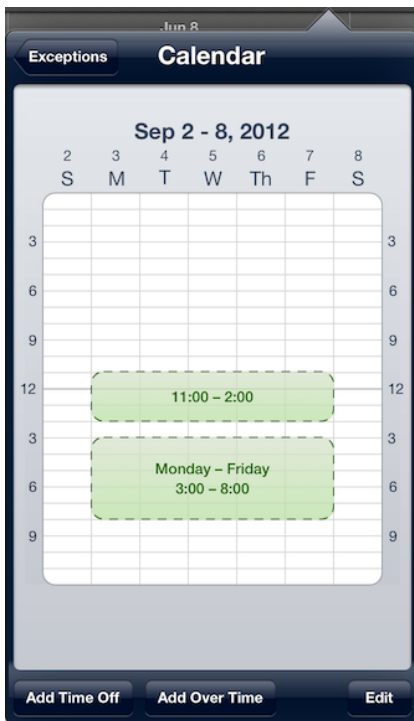 Jun 8
Exceptions
Calendar
Sep 2 - 8, 2012
2 3 4 5 6 7 8
S M T W Th F S
3 3
6 6
9 9
12 11:00 – 2:00 12
3 3
Monday – Friday
6 3:00 – 8:00 6
9 9
Add Time Off Add Over Time Edit